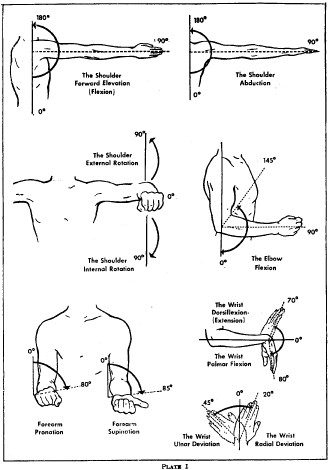 180°
90°
The Shoulder
Forward Elevation
(Flexion)
0°
180°
90°
The Shoulder
Abduction
0°
90°
The Shoulder
External Rotation
0°
The Shoulder
Internal Rotation
90°
145°
90°
The Elbow
Flexion
0°
0°
80°
Forearm
Pronation
0°
85°
Forearm
Supination
The Wrist
Dorsiflexion
(Extension)
70°
0°
The Wrist
Palmar Flexion
80°
45°
0°
20°
The Wrist
Ulnar Deviation
The Wrist
Radial Deviation
PLATE I